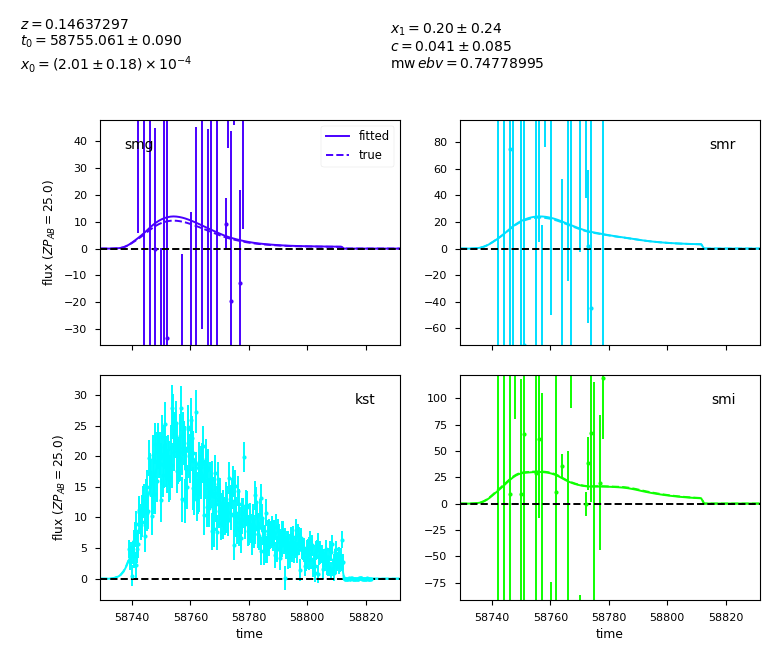 z = 0.14637297
t₀ = 58755.061 ± 0.090
x₀ = (2.01 ± 0.18) × 10⁻⁴
x₁ = 0.20 ± 0.24
c = 0.041 ± 0.085
mw ebv = 0.74778995
smg
fitted
true
40
30
20
10
0
−10
−20
−30
flux (ZP_AB = 25.0)
smr
80
60
40
20
0
−20
−40
−60
kst
30
25
20
15
10
5
0
flux (ZP_AB = 25.0)
58740 58760 58780 58800 58820
time
smi
100
75
50
25
0
−25
−50
−75
58740 58760 58780 58800 58820
time